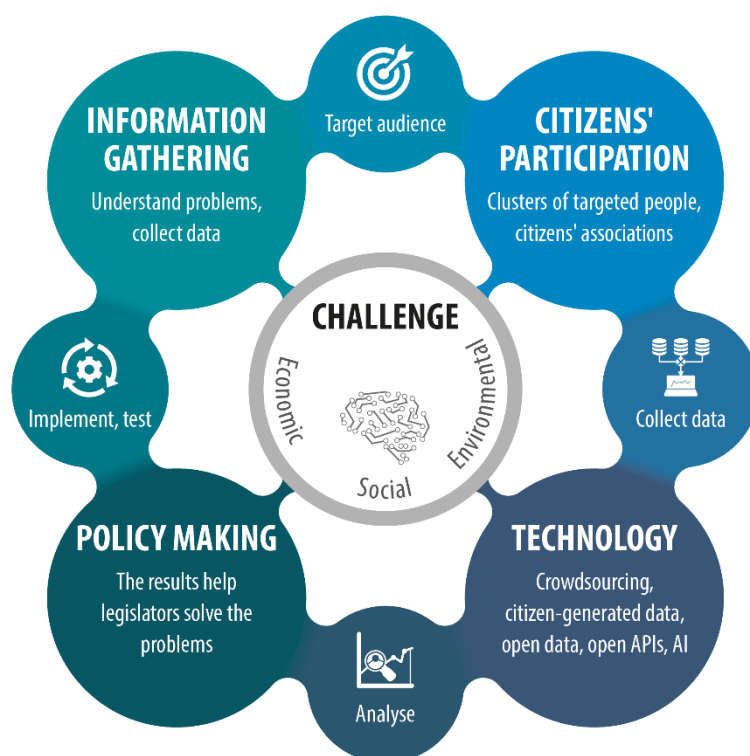 INFORMATION
GATHERING
Understand problems,
collect data
Target audience
CITIZENS'
PARTICIPATION
Clusters of targeted people,
citizens' associations
CHALLENGE
Economic
Social
Environmental
Implement, test
Collect data
POLICY MAKING
The results help
legislators solve the
problems
TECHNOLOGY
Crowdsourcing,
citizen-generated data,
open data, open APIs, AI
Analyse